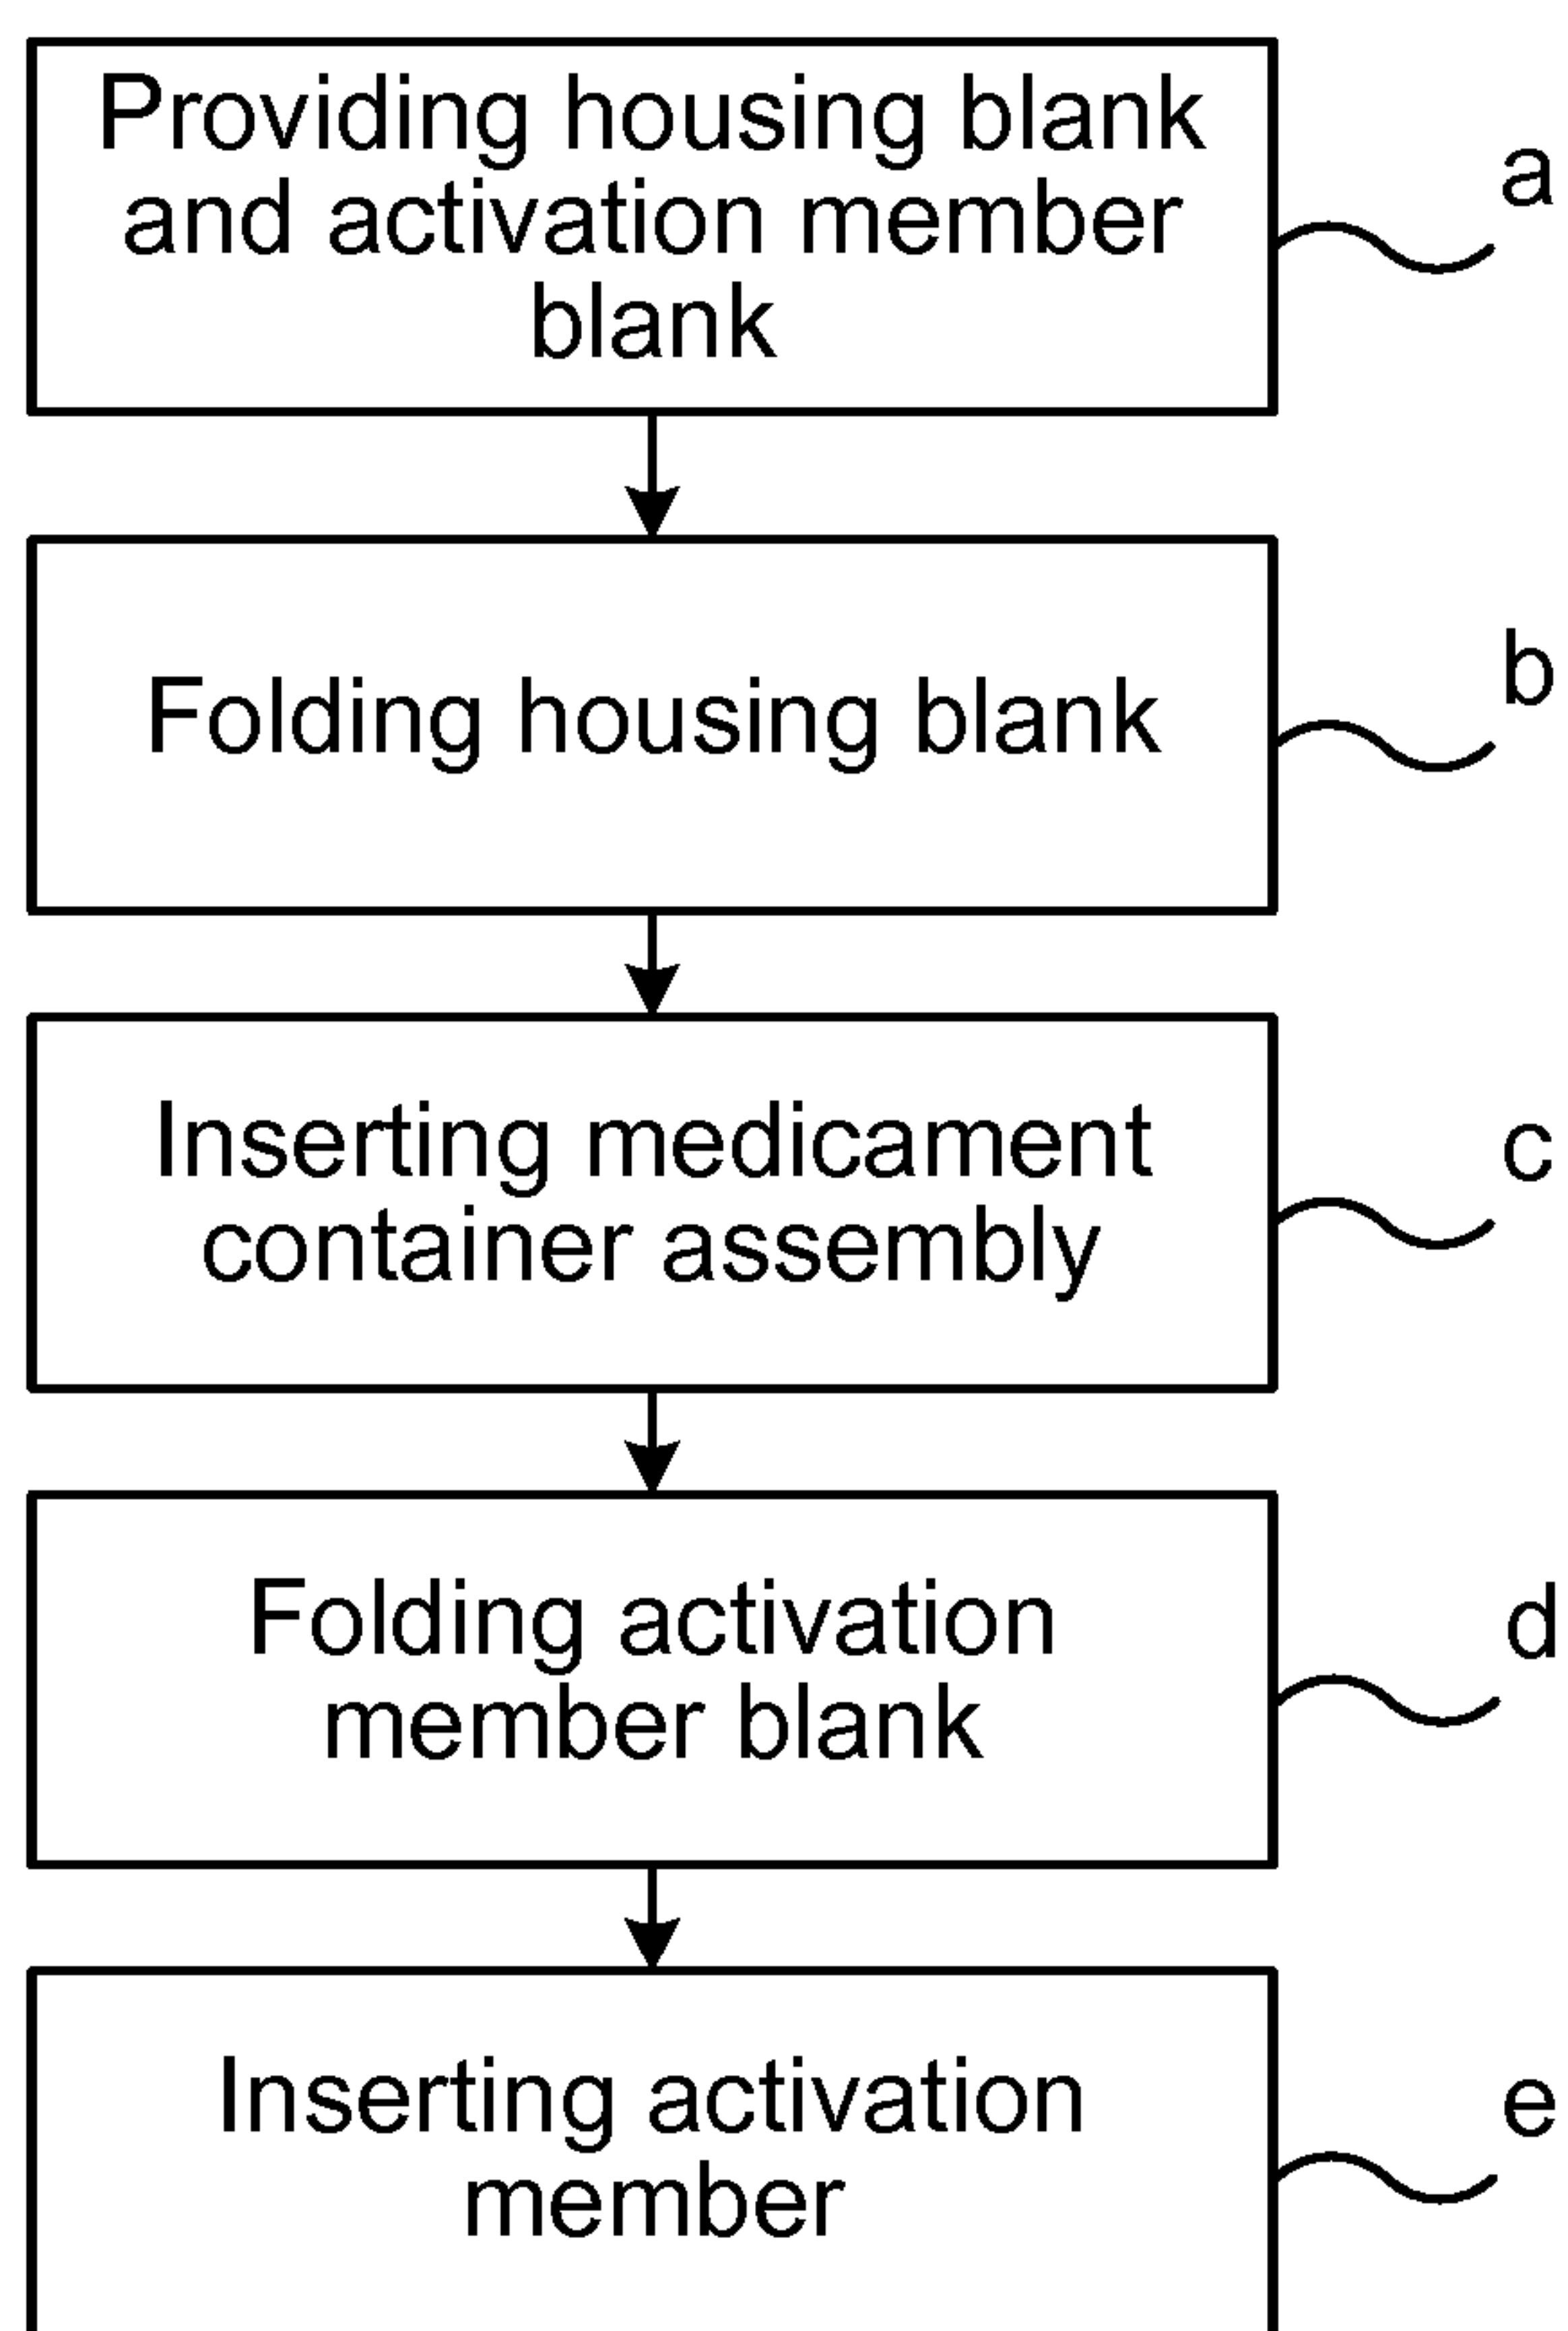 Providing housing blank
and activation member
blank
a
Folding housing blank
b
Inserting medicament
container assembly
c
Folding activation
member blank
d
Inserting activation
member
e